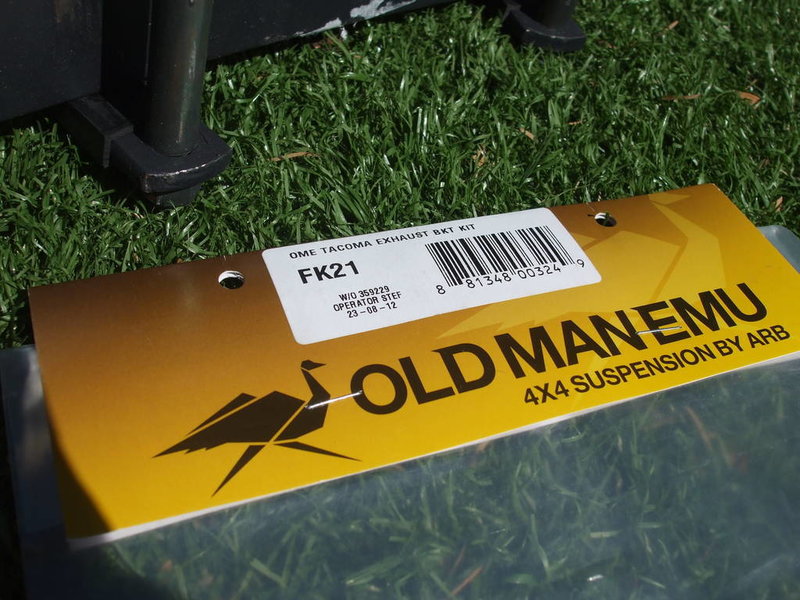 OME TACOMA EXHAUST BKT KIT
FK21
W/O 359229
OPERATOR STEF
23-08-12
8 81348 00324 9
OLD MAN EMU
4X4 SUSPENSION BY ARB